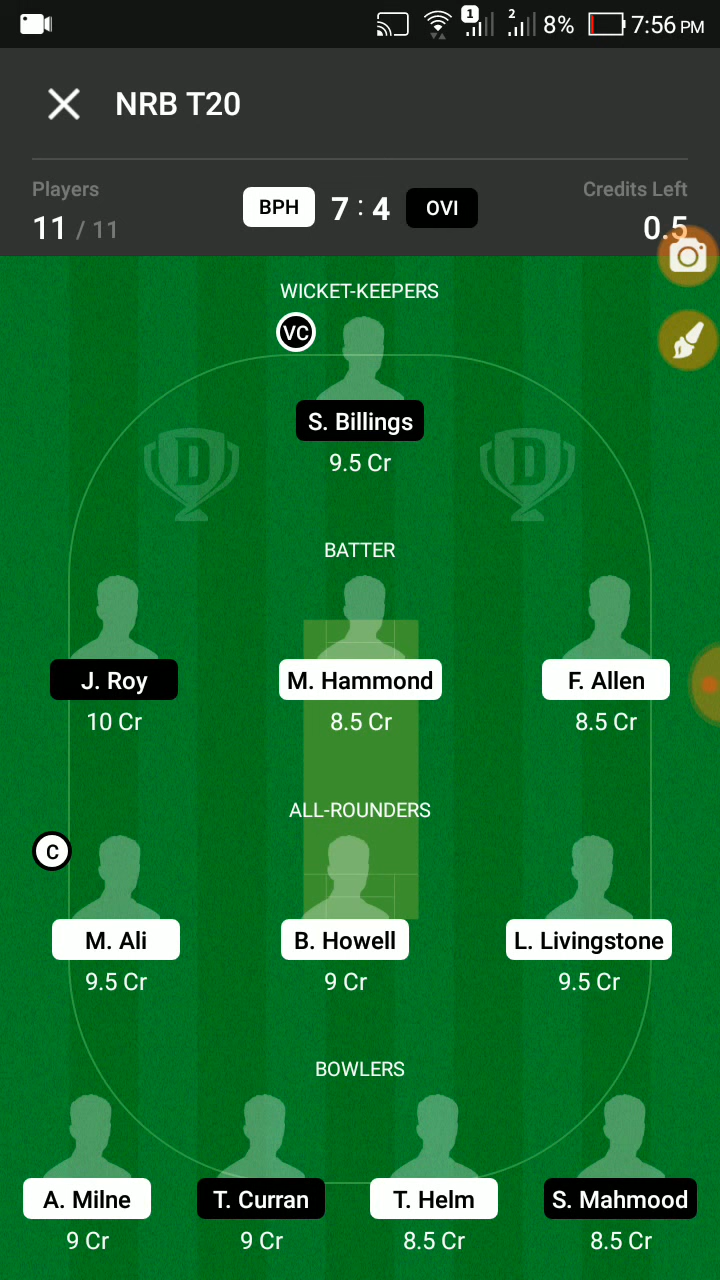 1 2 8% 7:56 PM
NRB T20
Players Credits Left
11 / 11 BPH 7 : 4 OVI 0.5
WICKET-KEEPERS
VC
S. Billings
9.5 Cr
D D
BATTER
J. Roy M. Hammond F. Allen
10 Cr 8.5 Cr 8.5 Cr
ALL-ROUNDERS
C
M. Ali B. Howell L. Livingstone
9.5 Cr 9 Cr 9.5 Cr
BOWLERS
A. Milne T. Curran T. Helm S. Mahmood
9 Cr 9 Cr 8.5 Cr 8.5 Cr